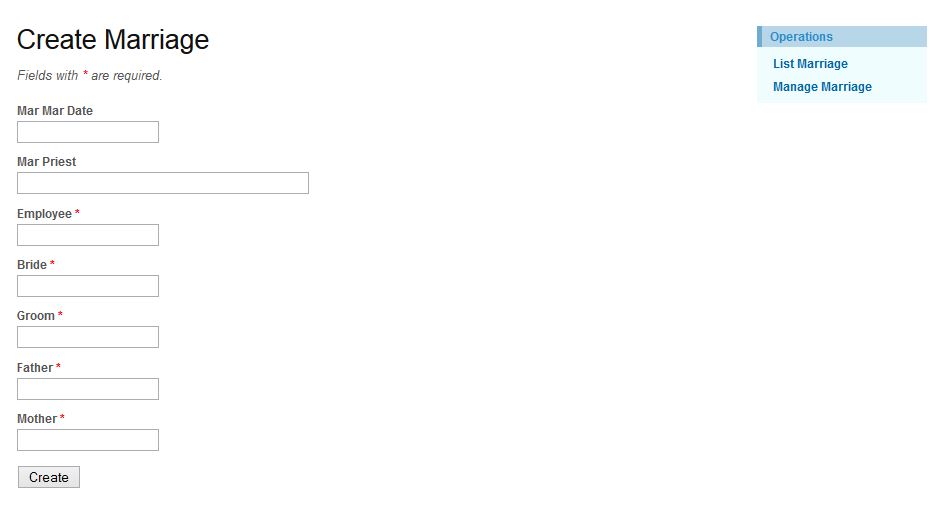 Create Marriage
Fields with * are required.
Mar Mar Date
Mar Priest
Employee *
Bride *
Groom *
Father *
Mother *
Create
Operations
List Marriage
Manage Marriage